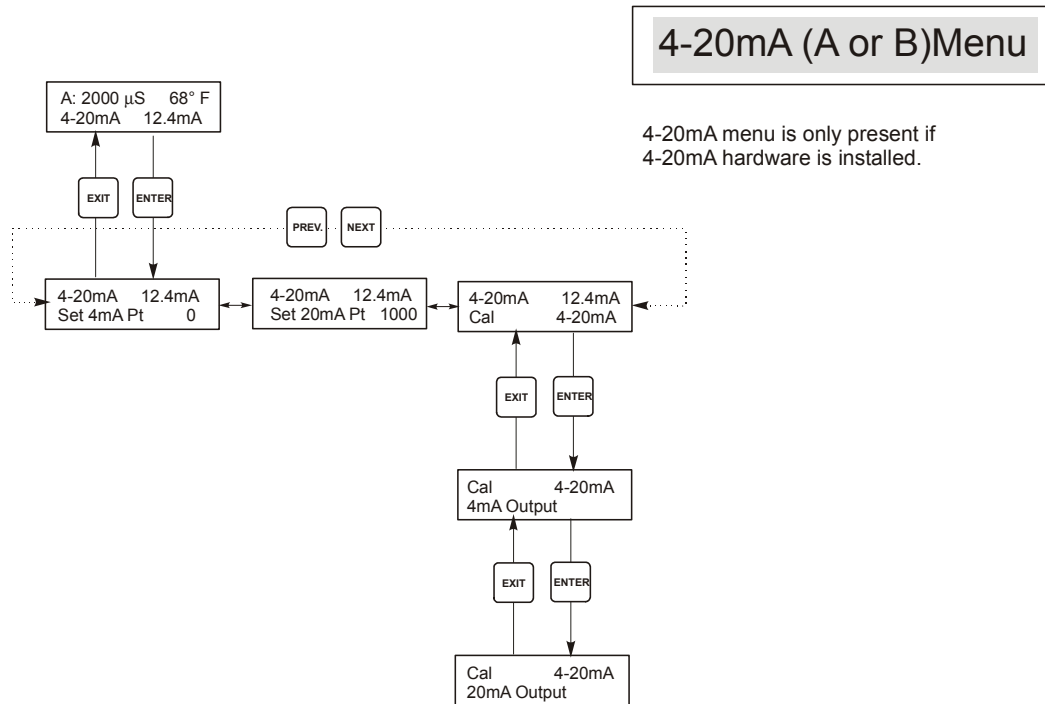 4-20mA (A or B)Menu
4-20mA menu is only present if
4-20mA hardware is installed.
A: 2000 μS 68° F
4-20mA 12.4mA
EXIT
ENTER
PREV.
NEXT
4-20mA 12.4mA
Set 4mA Pt 0
4-20mA 12.4mA
Set 20mA Pt 1000
4-20mA 12.4mA
Cal 4-20mA
EXIT
ENTER
Cal 4-20mA
4mA Output
EXIT
ENTER
Cal 4-20mA
20mA Output